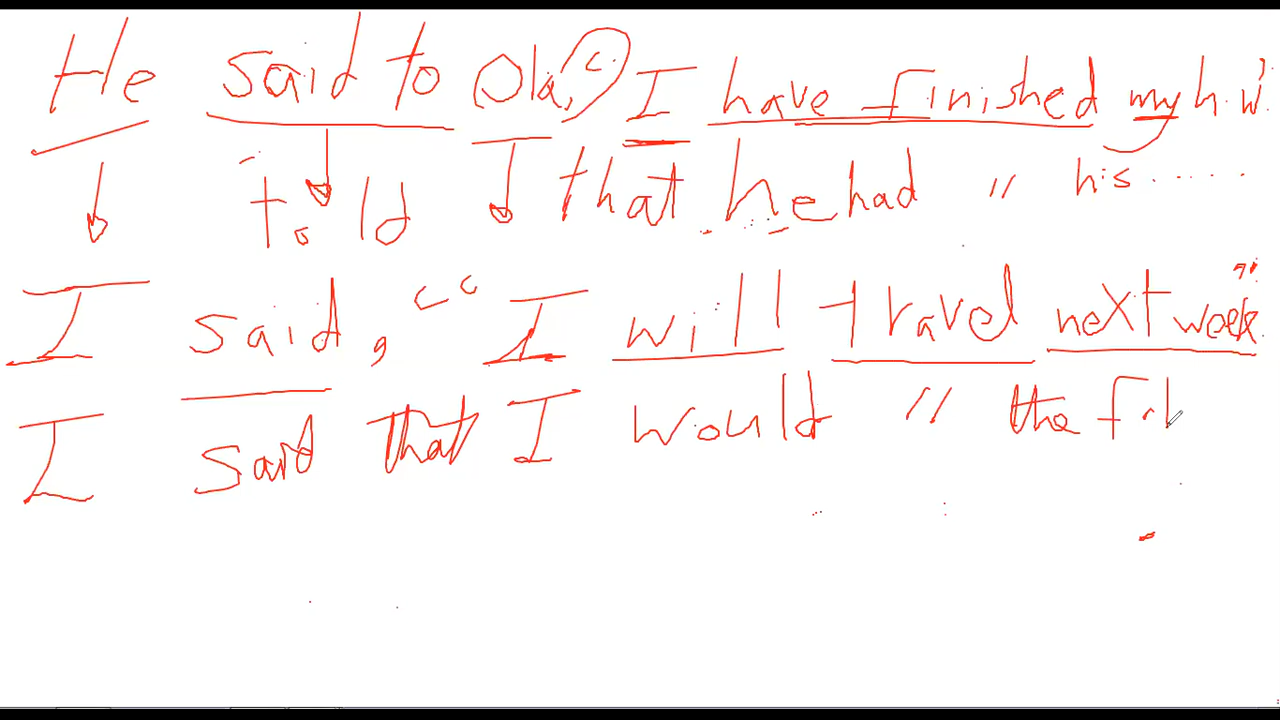 He said to Ola, " I have finished my h.w."
told that he had " his ......
I said, " I will travel next week."
I said that I would " the